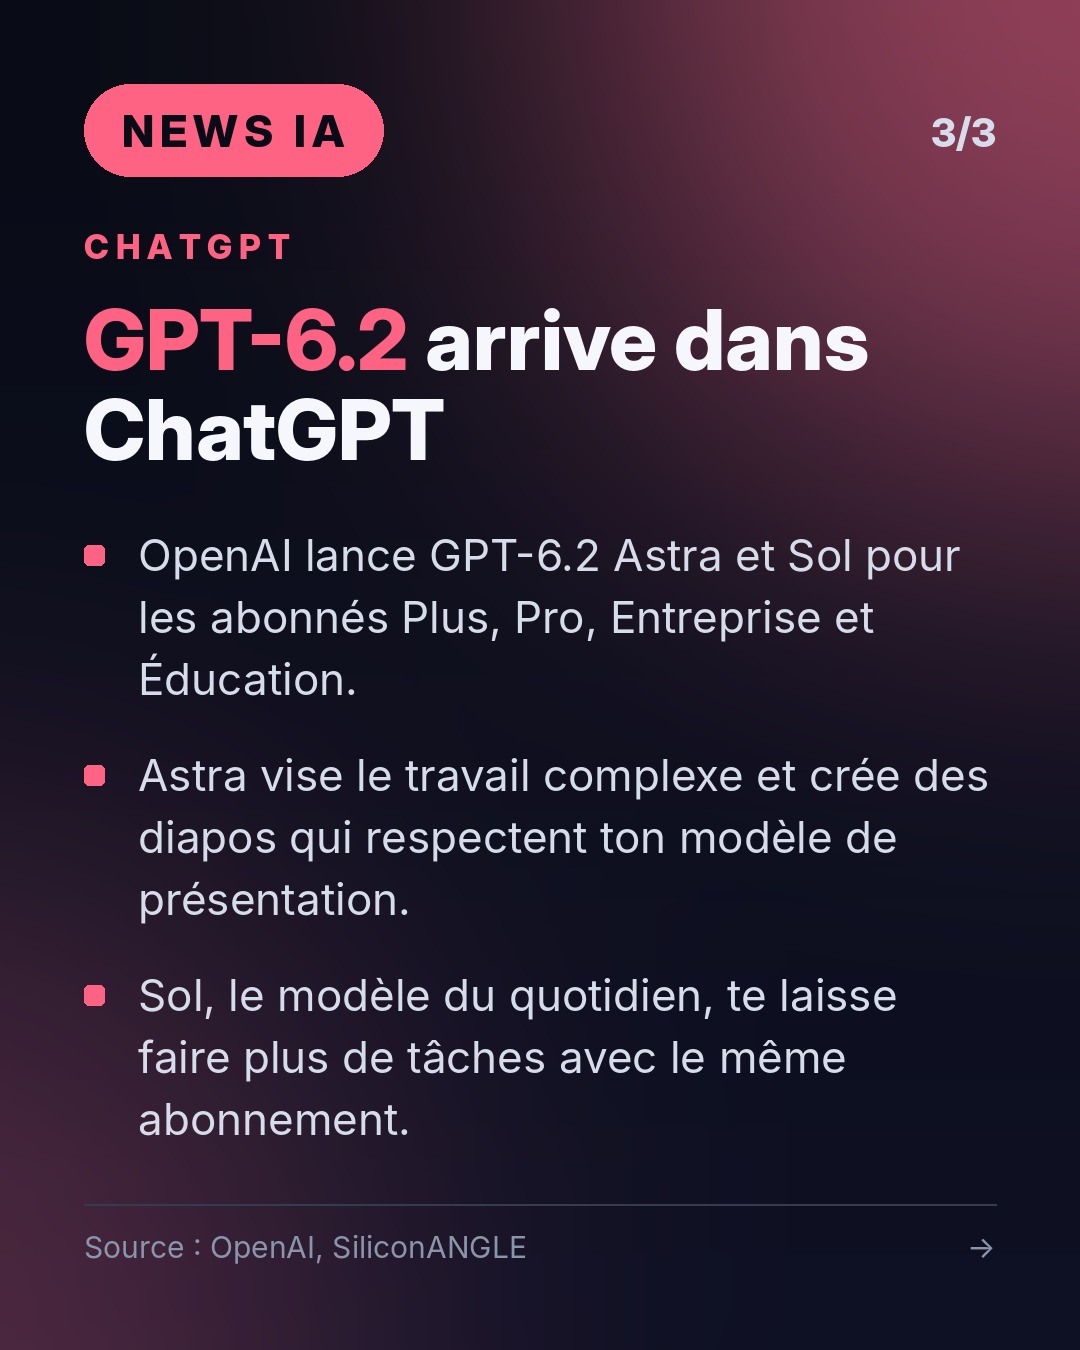 NEWS IA
3/3
CHATGPT
GPT-6.2 arrive dans
ChatGPT
OpenAI lance GPT-6.2 Astra et Sol pour
les abonnés Plus, Pro, Entreprise et
Éducation.
Astra vise le travail complexe et crée des
diapos qui respectent ton modèle de
présentation.
Sol, le modèle du quotidien, te laisse
faire plus de tâches avec le même
abonnement.
Source : OpenAI, SiliconANGLE
→